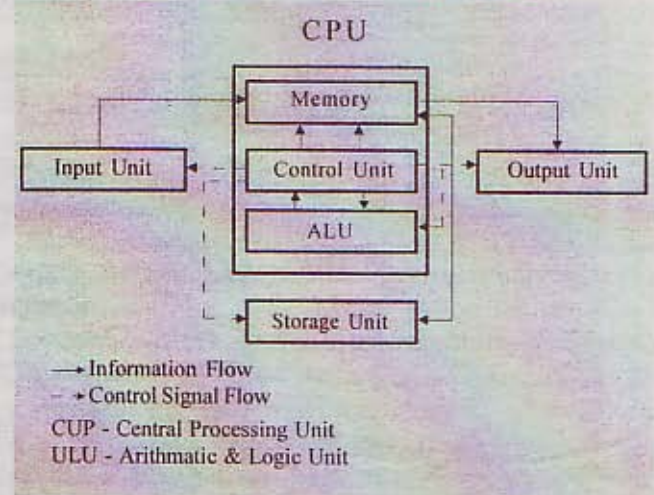 CPU
Memory
Input Unit
Control Unit
Output Unit
ALU
Storage Unit
Information Flow
Control Signal Flow
CUP - Central Processing Unit
ULU - Arithmatic & Logic Unit